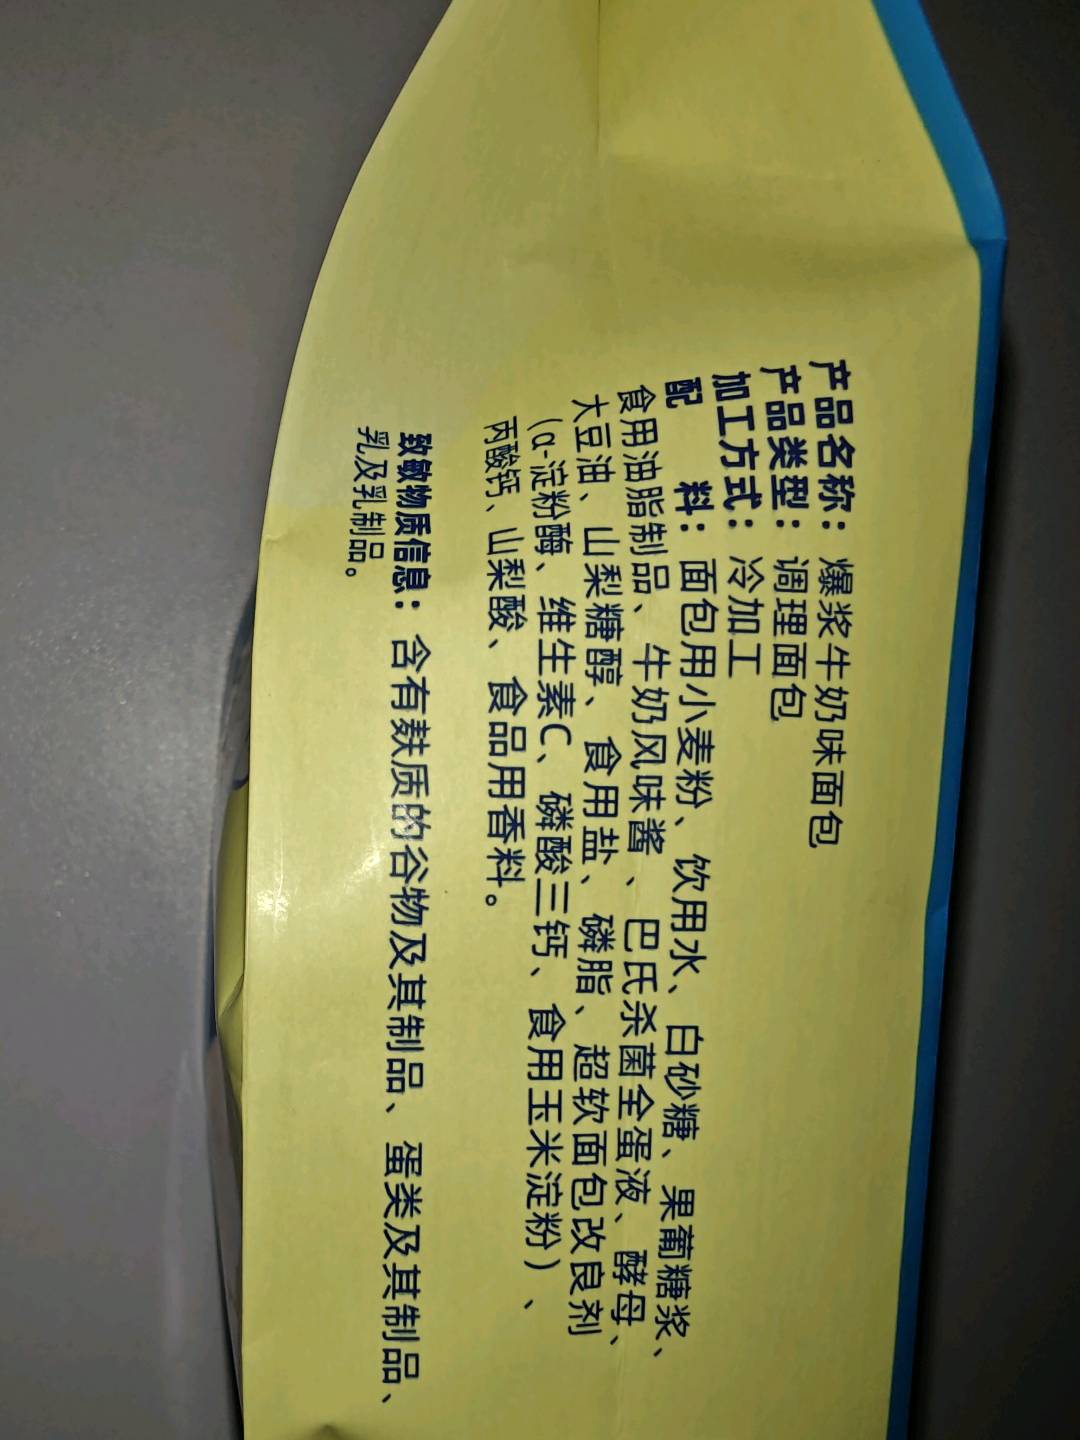 产品名称：爆浆牛奶味面包
产品类型：调理面包
加工方式：冷加工
配 料：面包用小麦粉、饮用水、白砂糖、果葡糖浆、
食用油脂制品、牛奶风味酱、巴氏杀菌全蛋液、酵母、
大豆油、山梨糖醇、食用盐、磷脂、超软面包改良剂
（α-淀粉酶、维生素C、磷酸三钙、食用玉米淀粉）、
丙酸钙、山梨酸、食品用香料。
致敏物质信息：含有麸质的谷物及其制品、蛋类及其制品、
乳及乳制品。